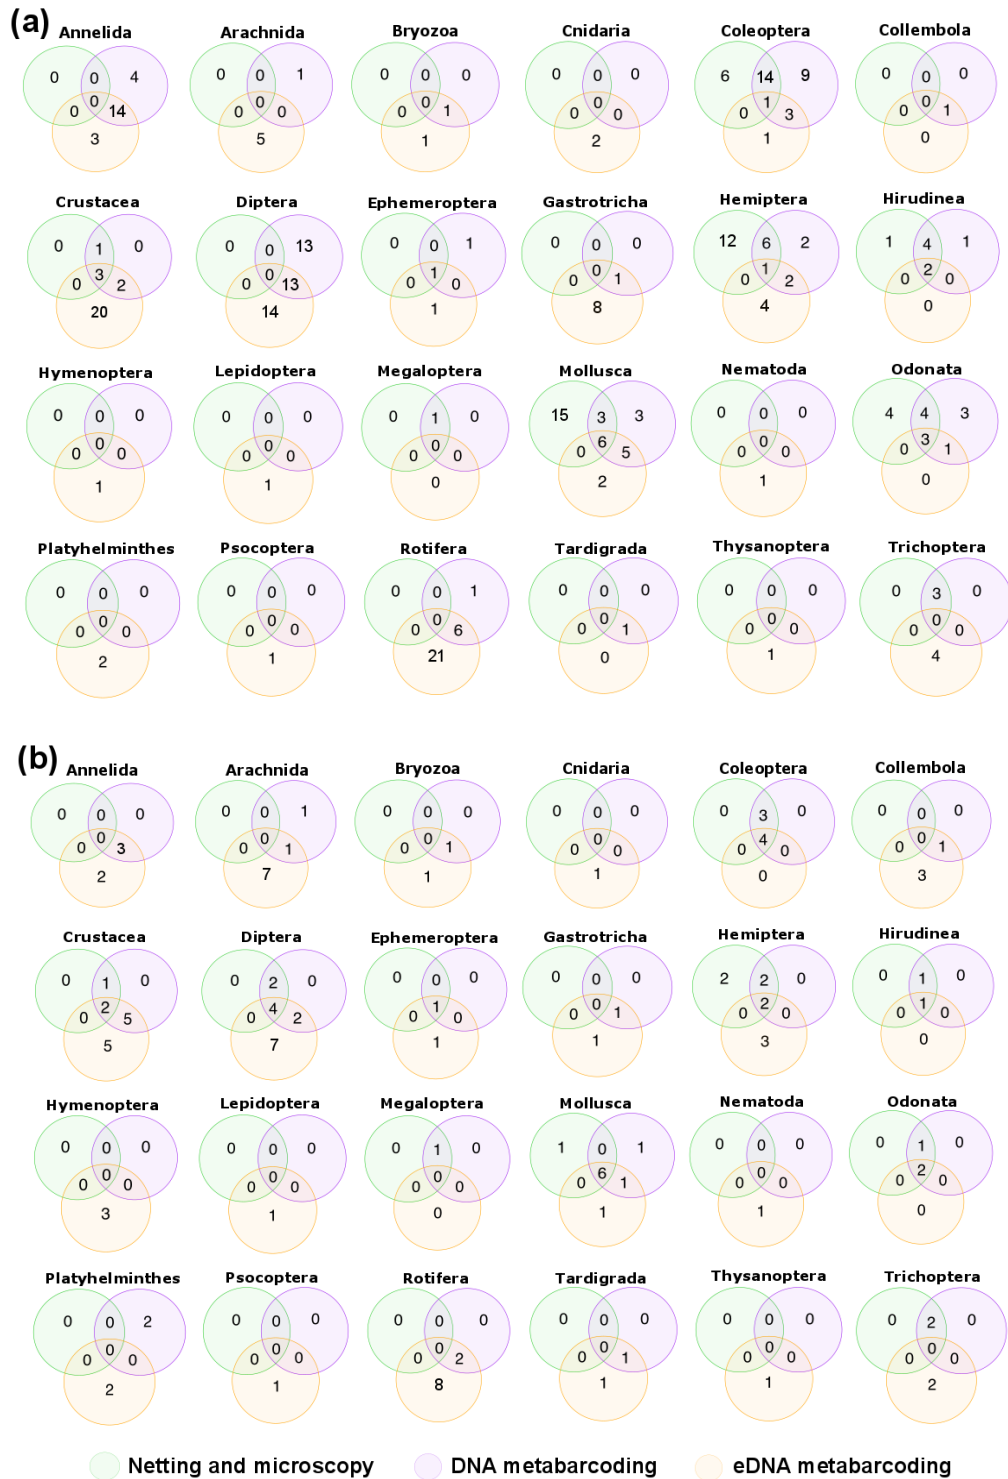 (a)
Annelida Arachnida Bryozoa Cnidaria Coleoptera Collembola
0 0 4 0 0 1 0 0 0 0 0 0 6 14 9 0 0 0
0 0 0 0 1 0
0 14 0 0 0 1 0 0 0 3 0 1
3 5 1 2 1 0
Crustacea Diptera Ephemeroptera Gastrotricha Hemiptera Hirudinea
0 1 0 0 0 13 0 0 1 0 0 0 12 6 2 1 4 1
3 0 1 0 1 2
0 2 0 13 0 0 0 1 0 2 0 0
20 14 1 8 4 0
Hymenoptera Lepidoptera Megaloptera Mollusca Nematoda Odonata
0 0 0 0 0 0 0 1 0 15 3 3 0 0 0 4 4 3
0 0 0 6 0 3
0 0 0 0 0 0 0 5 0 0 0 1
1 1 0 2 1 0
Platyhelminthes Psocoptera Rotifera Tardigrada Thysanoptera Trichoptera
0 0 0 0 0 0 0 0 1 0 0 0 0 0 0 0 3 0
0 0 0 0 0 0
0 0 0 0 0 6 0 1 0 0 0 0
2 1 21 0 1 4
(b)
Annelida Arachnida Bryozoa Cnidaria Coleoptera Collembola
0 0 0 0 0 1 0 0 0 0 0 0 0 3 0 0 0 0
0 0 0 0 4 0
0 3 0 1 0 1 0 0 0 0 0 1
2 7 1 1 0 3
Crustacea Diptera Ephemeroptera Gastrotricha Hemiptera Hirudinea
0 1 0 0 2 0 0 0 0 0 0 0 2 2 0 0 1 0
2 4 1 0 2 1
0 5 0 2 0 0 0 1 0 0 0 0
5 7 1 1 3 0
Hymenoptera Lepidoptera Megaloptera Mollusca Nematoda Odonata
0 0 0 0 0 0 0 1 0 1 0 1 0 0 0 0 1 0
0 0 0 6 0 2
0 0 0 0 0 0 0 1 0 0 0 0
3 1 0 1 1 0
Platyhelminthes Psocoptera Rotifera Tardigrada Thysanoptera Trichoptera
0 0 2 0 0 0 0 0 0 0 0 0 0 0 0 0 2 0
0 0 0 0 0 0
0 0 0 0 0 2 0 1 0 0 0 0
2 1 8 1 1 2
Netting and microscopy DNA metabarcoding eDNA metabarcoding